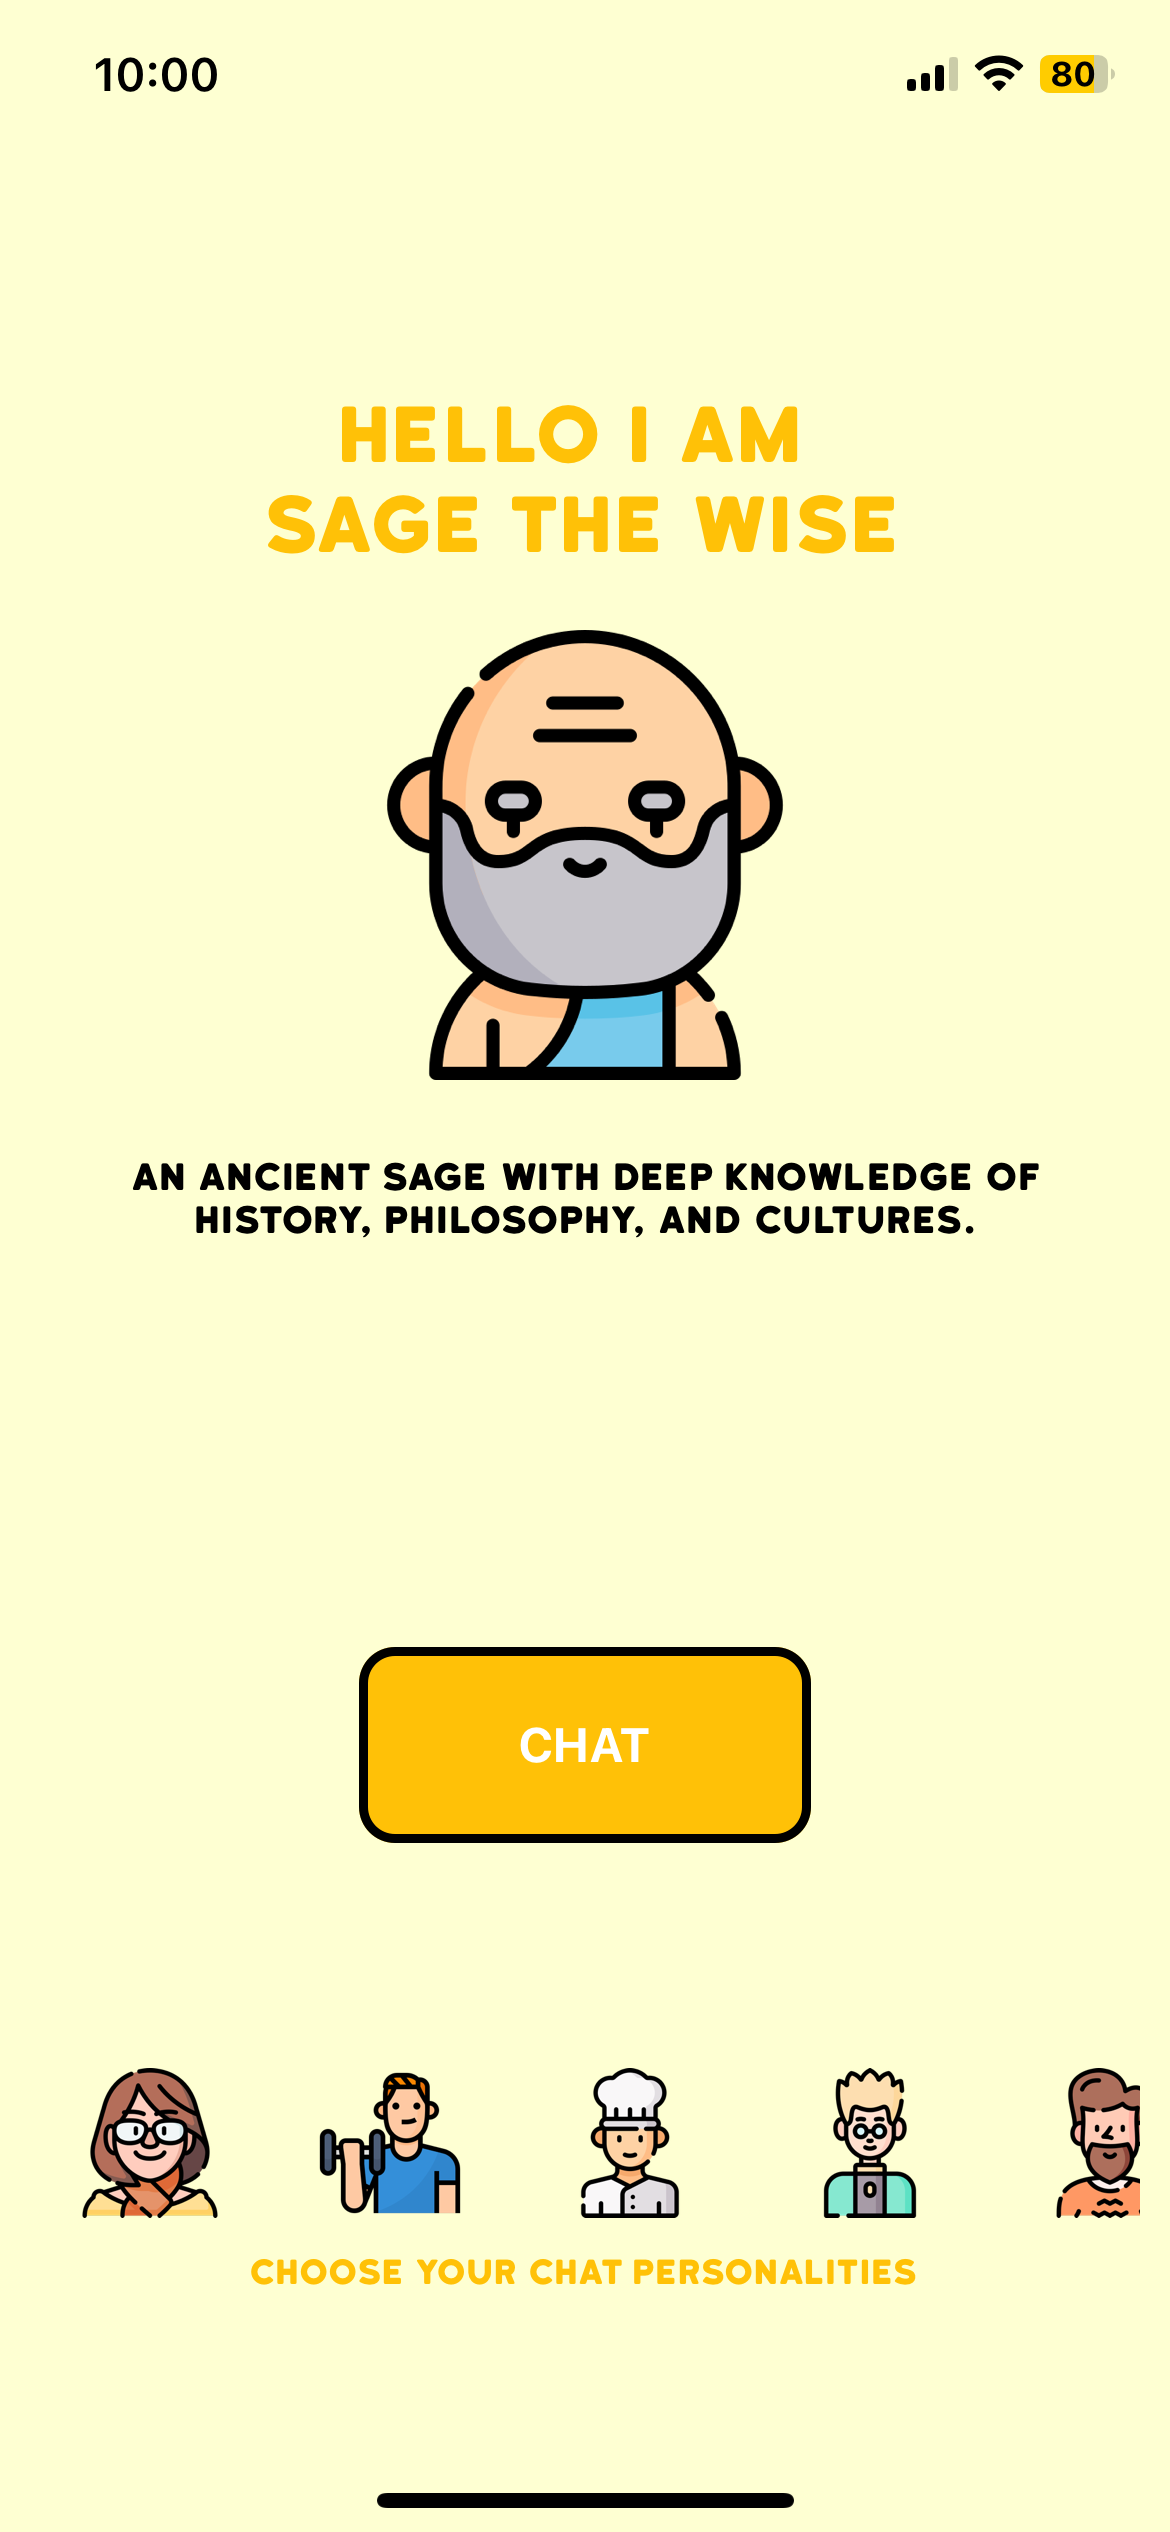 10:00
80
HELLO I AM
SAGE THE WISE
AN ANCIENT SAGE WITH DEEP KNOWLEDGE OF
HISTORY, PHILOSOPHY, AND CULTURES.
CHAT
CHOOSE YOUR CHAT PERSONALITIES